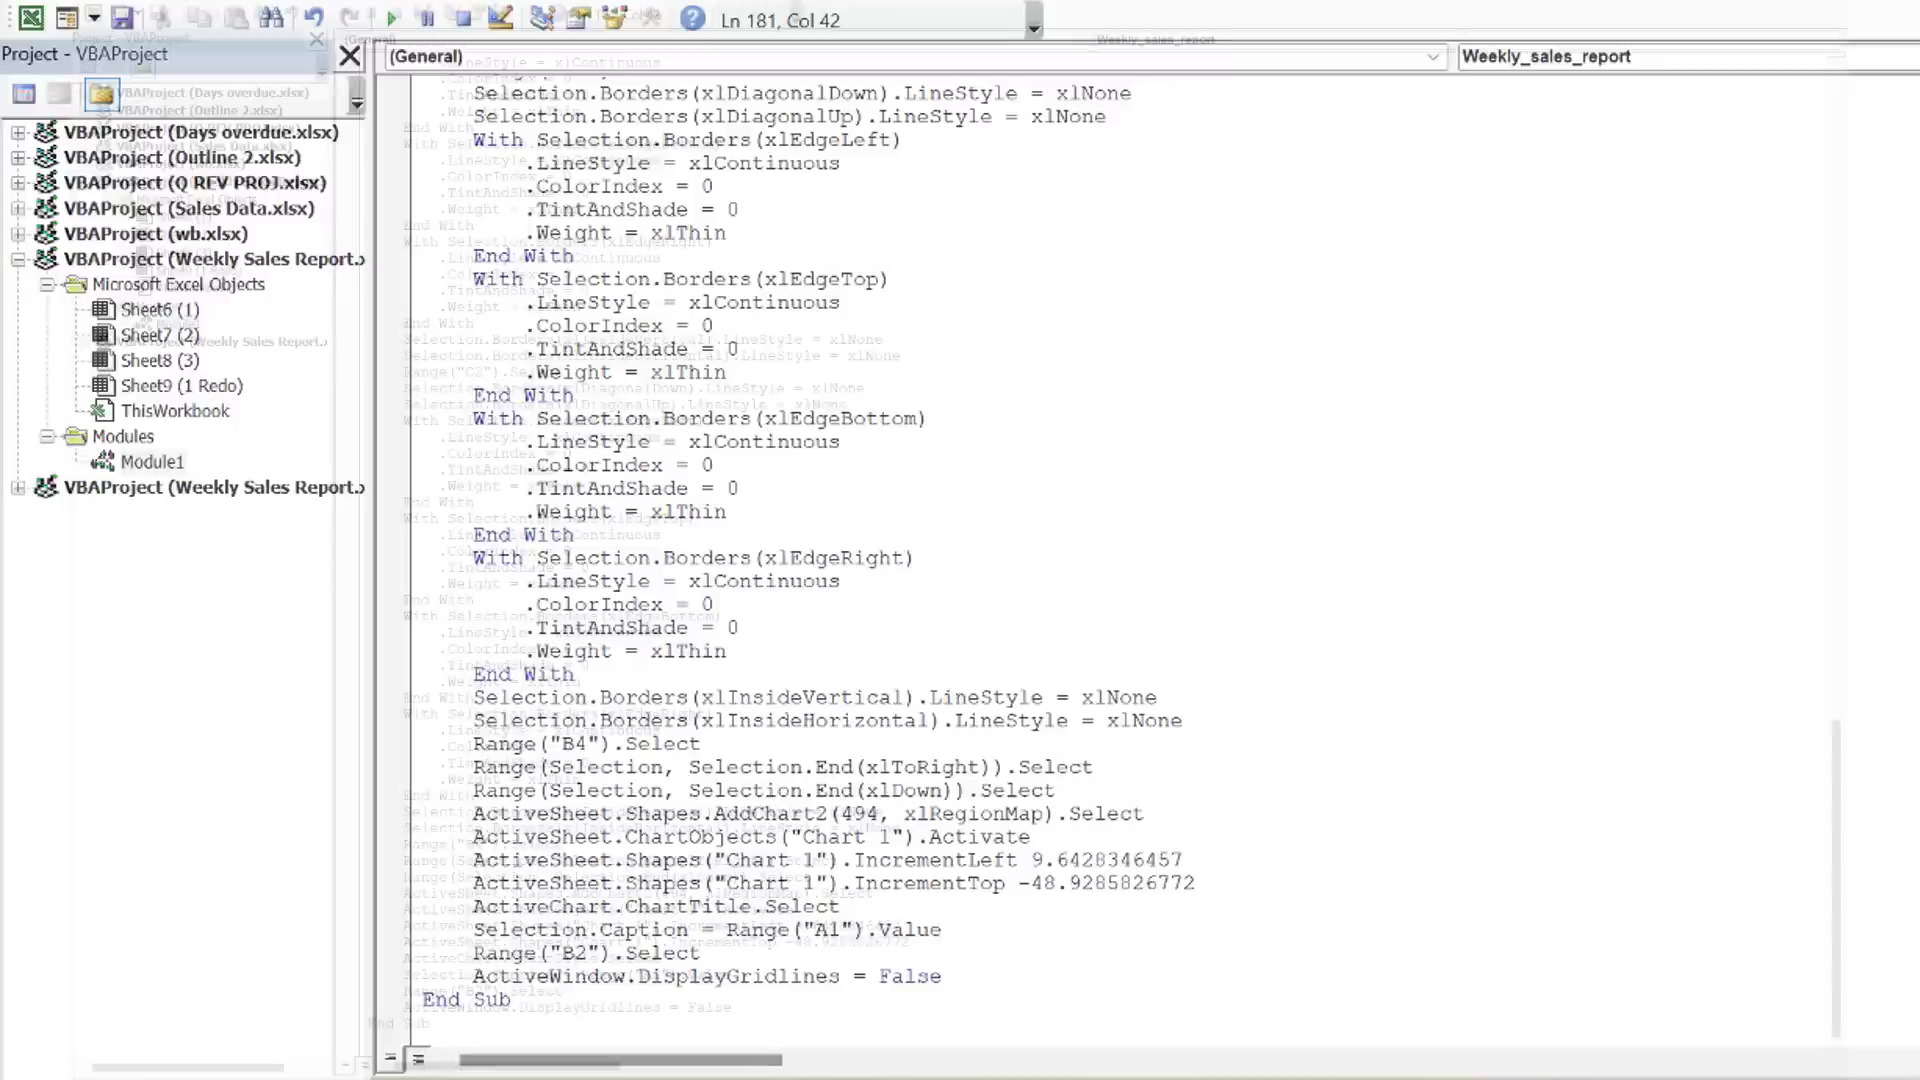 Ln 181, Col 42
Project - VBAProject
(General)
Weekly_sales_report
VBAProject (Days overdue.xlsx)
VBAProject (Outline 2.xlsx)
VBAProject (Q REV PROJ.xlsx)
VBAProject (Sales Data.xlsx)
VBAProject (wb.xlsx)
VBAProject (Weekly Sales Report.x
Microsoft Excel Objects
Sheet6 (1)
Sheet7 (2)
Sheet8 (3)
Sheet9 (1 Redo)
ThisWorkbook
Modules
Module1
VBAProject (Weekly Sales Report.x
Selection.Borders(xlDiagonalDown).LineStyle = xlNone
Selection.Borders(xlDiagonalUp).LineStyle = xlNone
With Selection.Borders(xlEdgeLeft)
.LineStyle = xlContinuous
.ColorIndex = 0
.TintAndShade = 0
.Weight = xlThin
End With
With Selection.Borders(xlEdgeTop)
.LineStyle = xlContinuous
.ColorIndex = 0
.TintAndShade = 0
.Weight = xlThin
End With
With Selection.Borders(xlEdgeBottom)
.LineStyle = xlContinuous
.ColorIndex = 0
.TintAndShade = 0
.Weight = xlThin
End With
With Selection.Borders(xlEdgeRight)
.LineStyle = xlContinuous
.ColorIndex = 0
.TintAndShade = 0
.Weight = xlThin
End With
Selection.Borders(xlInsideVertical).LineStyle = xlNone
Selection.Borders(xlInsideHorizontal).LineStyle = xlNone
Range("B4").Select
Range(Selection, Selection.End(xlToRight)).Select
Range(Selection, Selection.End(xlDown)).Select
ActiveSheet.Shapes.AddChart2(494, xlRegionMap).Select
ActiveSheet.ChartObjects("Chart 1").Activate
ActiveSheet.Shapes("Chart 1").IncrementLeft 9.6428346457
ActiveSheet.Shapes("Chart 1").IncrementTop -48.9285826772
ActiveChart.ChartTitle.Select
Selection.Caption = Range("A1").Value
Range("B2").Select
ActiveWindow.DisplayGridlines = False
End Sub